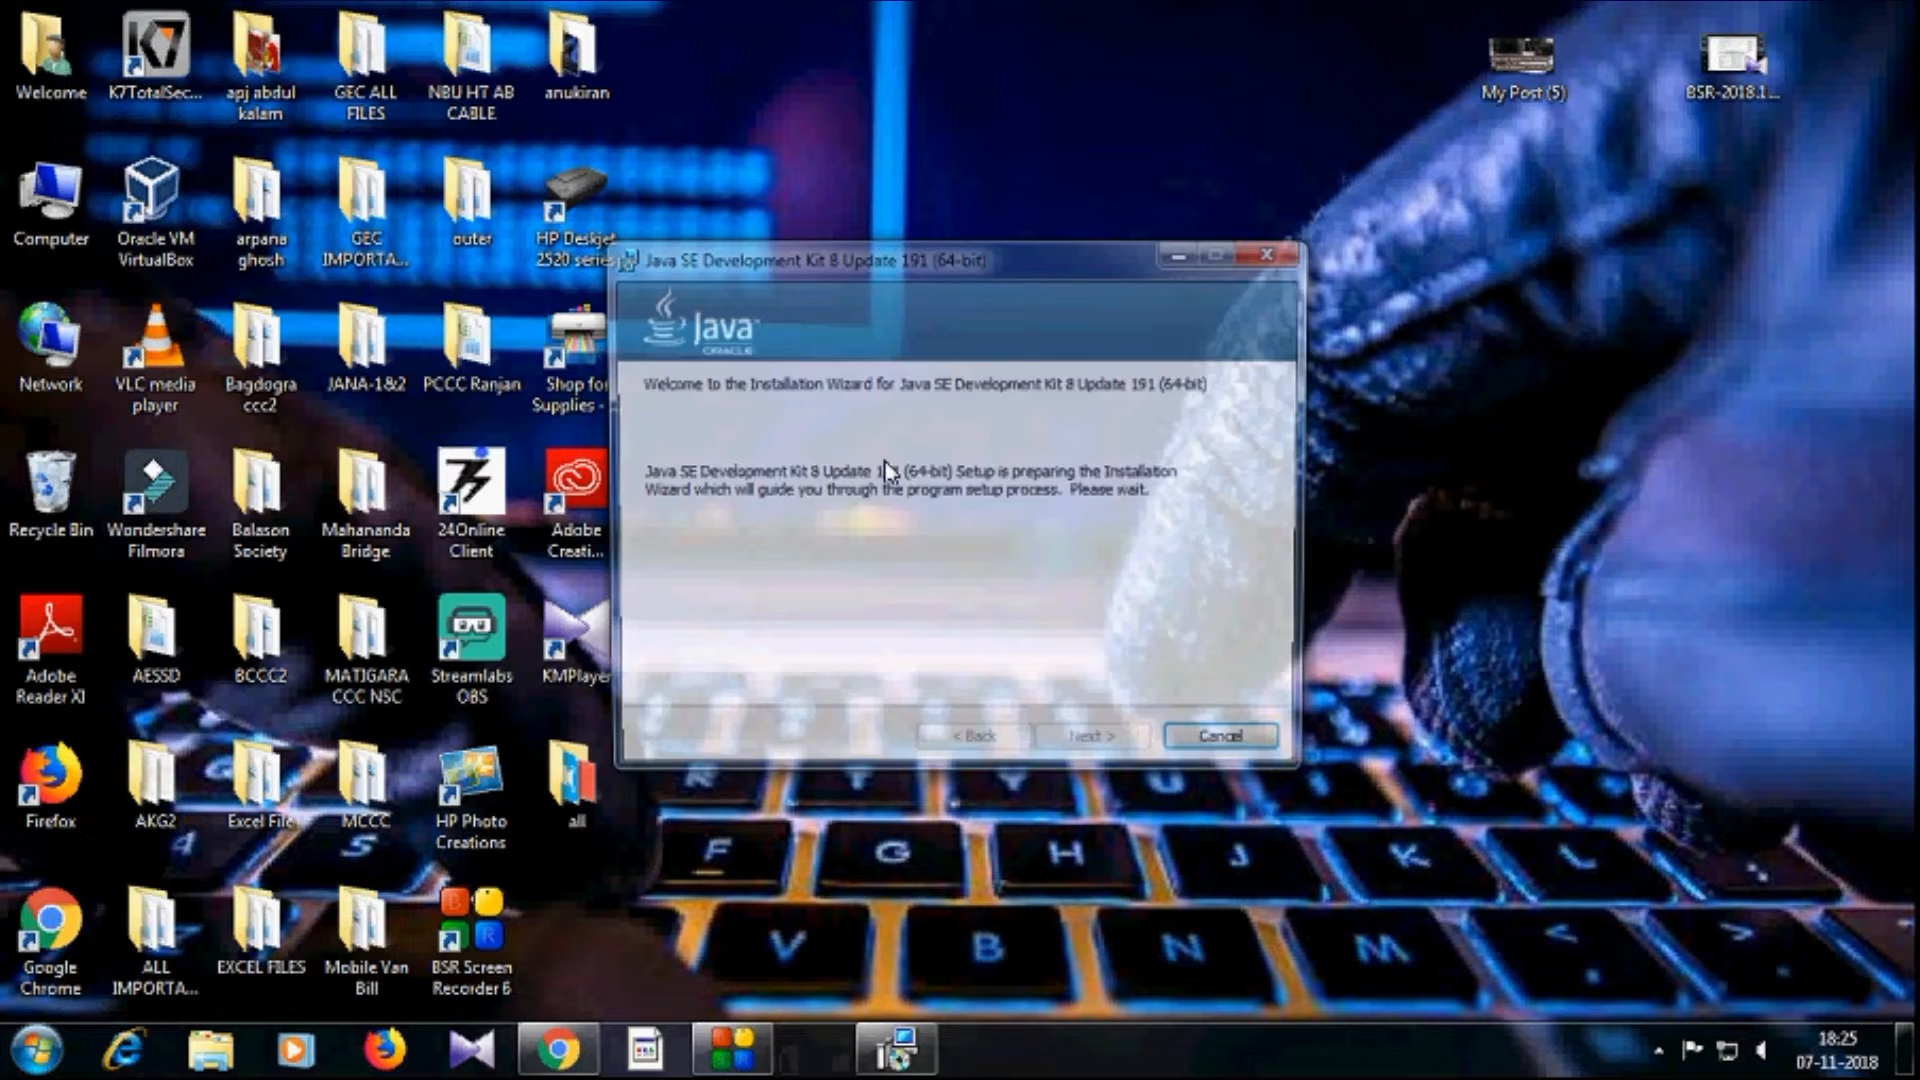 Welcome
K7TotalSec...
apj abdul
kalam
GEC ALL
FILES
NBU HT AB
CABLE
anukiran
My Post (5)
BSR-2018.1...
Computer
Oracle VM
VirtualBox
arpana
ghosh
GEC
IMPORTA...
outer
HP Deskjet
2520 series
Network
VLC media
player
Bagdogra
ccc2
JANA-1&2
PCCC Ranjan
Shop for
Supplies -
Recycle Bin
Wondershare
Filmora
Balason
Society
Mahananda
Bridge
24Online
Client
Adobe
Creati...
Adobe
Reader XI
AESSD
BCCC2
MATIGARA
CCC NSC
Streamlabs
OBS
KMPlayer
Firefox
AKG2
Excel File
MCCC
HP Photo
Creations
all
Google
Chrome
ALL
IMPORTA...
EXCEL FILES
Mobile Van
Bill
BSR Screen
Recorder 6
Java SE Development Kit 8 Update 191 (64-bit)
Java
ORACLE
Welcome to the Installation Wizard for Java SE Development Kit 8 Update 191 (64-bit)
Java SE Development Kit 8 Update (64-bit) Setup is preparing the Installation
Wizard which will guide you through the program setup process. Please wait.
< Back
Next >
Cancel
R T Y U
F G H J K L
V B N M < >
18:25
07-11-2018